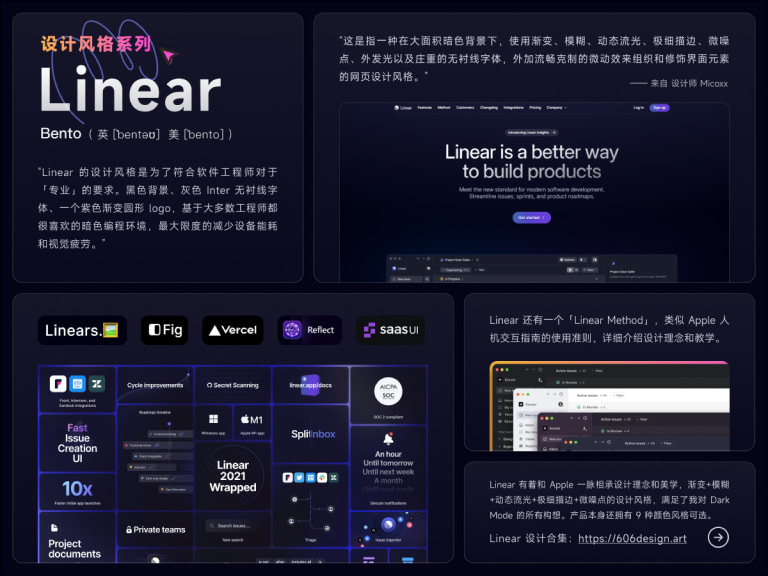 设计风格系列
Linear
Bento（ 英 [ˈbentəʊ] 美 [ˈbento] ）
“Linear 的设计风格是为了符合软件工程师对于
「专业」的要求。黑色背景、灰色 Inter 无衬线字
体、一个紫色渐变圆形 logo，基于大多数工程师都
很喜欢的暗色编程环境，最大限度的减少设备能耗
和视觉疲劳。”
“这是指一种在大面积暗色背景下，使用渐变、模糊、动态流光、极细描边、微噪
点、外发光以及庄重的无衬线字体，外加流畅克制的微动效果组织和修饰界面元素
的网页设计风格。”
—— 来自 设计师 Micoxx
Linear Features Method Customers Changelog Integrations Pricing Company Log in Sign up
Introducing Linear Insights
Linear is a better way
to build products
Meet the new standard for modern software development.
Streamline issues, sprints, and product roadmaps.
Get started
Linear
Linears.
Fig
Vercel
Reflect
saasUI
Front, Intercom, and
Zendesk integrations
Cycle improvements
Secret Scanning
linear.app/docs
AICPA
SOC
SOC 2 compliant
Fast
Issue
Creation
UI
Roadmap timeline
Windows app
M1
Apple M1 app
SplitInbox
Linear
2021
Wrapped
An hour
Until tomorrow
Until next week
A month
Snooze notifications
10x
Faster initial app launches
Project
documents
Private teams
Search issues...
New search
Triage
Issue importer
Linear 还有一个「Linear Method」，类似 Apple 人
机交互指南的使用准则，详细介绍设计理念和教学。
Active issues
Filter
Linear 有着和 Apple 一脉相承设计理念和美学，渐变+模糊
+动态流光+极细描边+微噪点的设计风格，满足了我对 Dark
Mode 的所有构想。产品本身还拥有 9 种颜色风格可选。
Linear 设计合集：https://606design.art